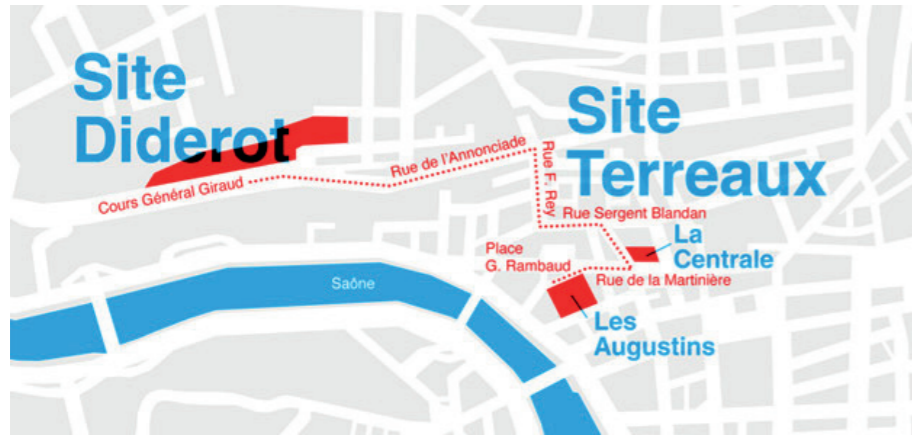 Site
Diderot
Site
Terreaux
Cours Général Giraud
Rue de l'Annonciade
Rue F. Rey
Rue Sergent Blandan
La
Centrale
Place
G. Rambaud
Rue de la Martinière
Saône
Les
Augustins